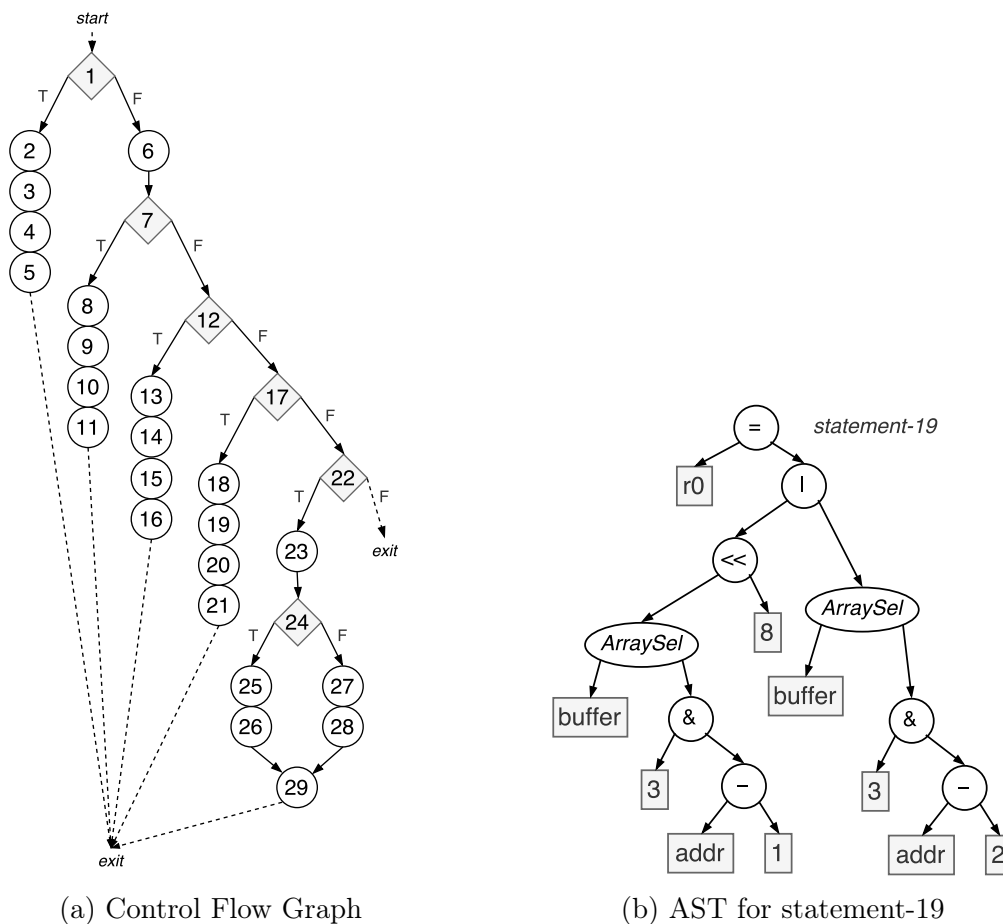 start
1
T
F
2
6
3
4
7
5
T
F
8
12
9
T
F
10
13
17
11
14
T
F
15
18
22
16
19
T
F
20
23
exit
21
24
T
F
25
27
26
28
29
exit
(a) Control Flow Graph
=
statement-19
r0
|
<<
ArraySel
8
ArraySel
buffer
buffer
&
&
3
−
3
−
addr
1
addr
2
(b) AST for statement-19